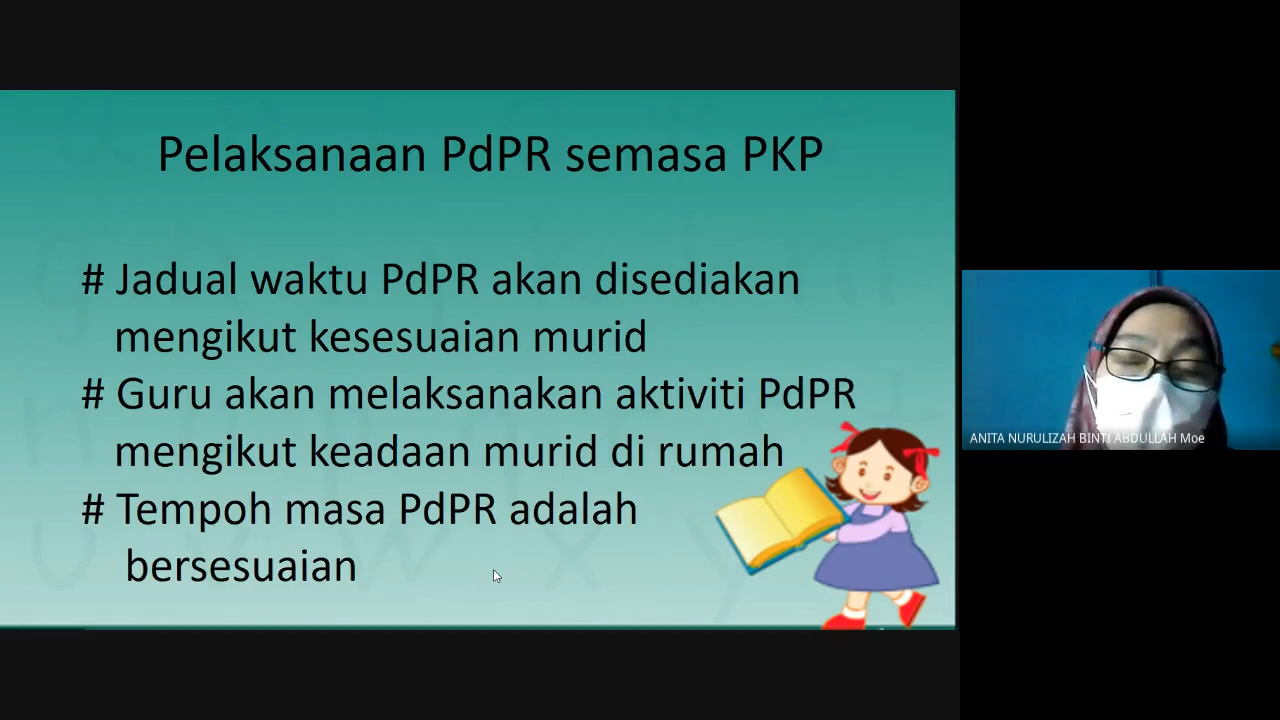 Pelaksanaan PdPR semasa PKP
# Jadual waktu PdPR akan disediakan
mengikut kesesuaian murid
# Guru akan melaksanakan aktiviti PdPR
mengikut keadaan murid di rumah
# Tempoh masa PdPR adalah
bersesuaian
ANITA NURULIZAH BINTI ABDULLAH Moe